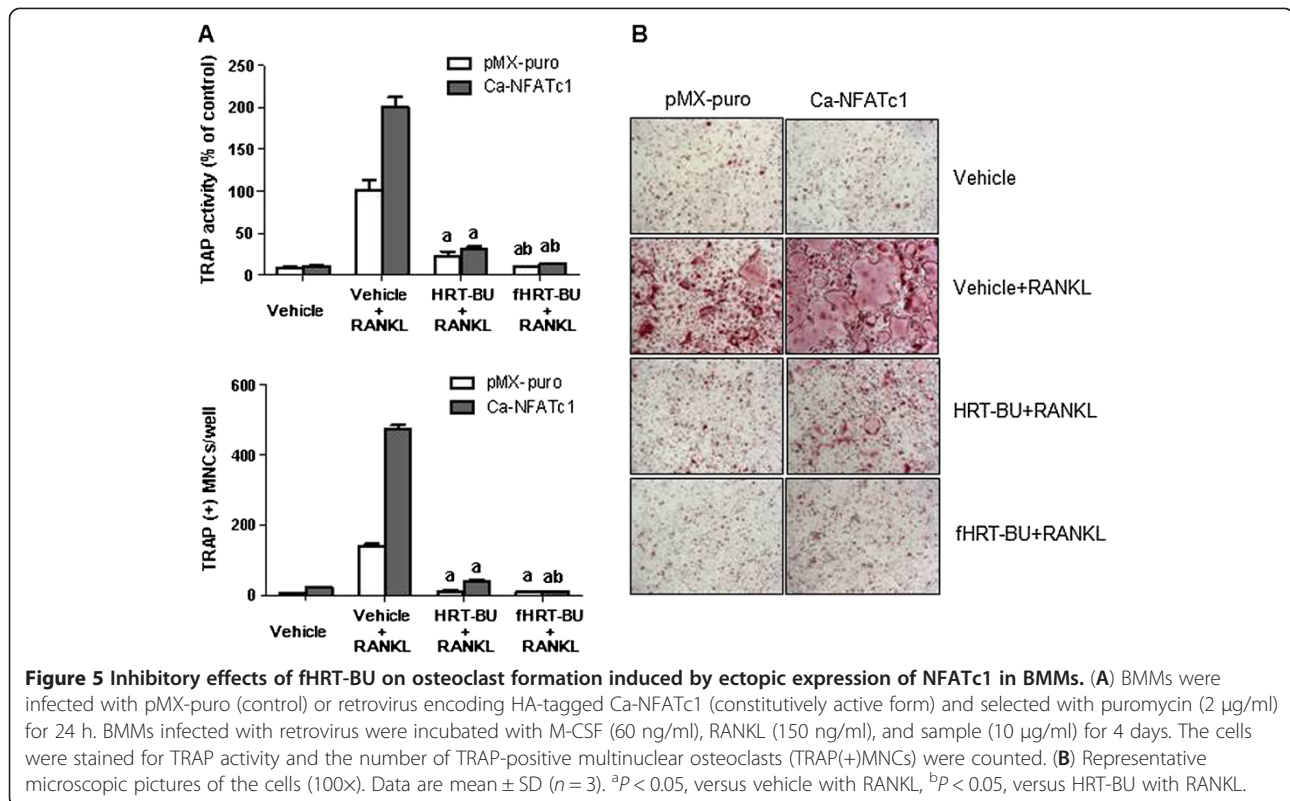 A
TRAP activity (% of control)
250
200
150
100
50
0
pMX-puro
Ca-NFATc1
a a
ab ab
Vehicle
Vehicle + RANKL
HRT-BU + RANKL
fHRT-BU + RANKL
TRAP (+) MNCs/well
600
400
200
0
pMX-puro
Ca-NFATc1
a a
a ab
Vehicle
Vehicle + RANKL
HRT-BU + RANKL
fHRT-BU + RANKL
B
pMX-puro Ca-NFATc1
Vehicle
Vehicle+RANKL
HRT-BU+RANKL
fHRT-BU+RANKL
Figure 5 Inhibitory effects of fHRT-BU on osteoclast formation induced by ectopic expression of NFATc1 in BMMs. (A) BMMs were
infected with pMX-puro (control) or retrovirus encoding HA-tagged Ca-NFATc1 (constitutively active form) and selected with puromycin (2 μg/ml)
for 24 h. BMMs infected with retrovirus were incubated with M-CSF (60 ng/ml), RANKL (150 ng/ml), and sample (10 μg/ml) for 4 days. The cells
were stained for TRAP activity and the number of TRAP-positive multinuclear osteoclasts (TRAP(+)MNCs) were counted. (B) Representative
microscopic pictures of the cells (100×). Data are mean ± SD (n = 3). ᵃP < 0.05, versus vehicle with RANKL, ᵇP < 0.05, versus HRT-BU with RANKL.